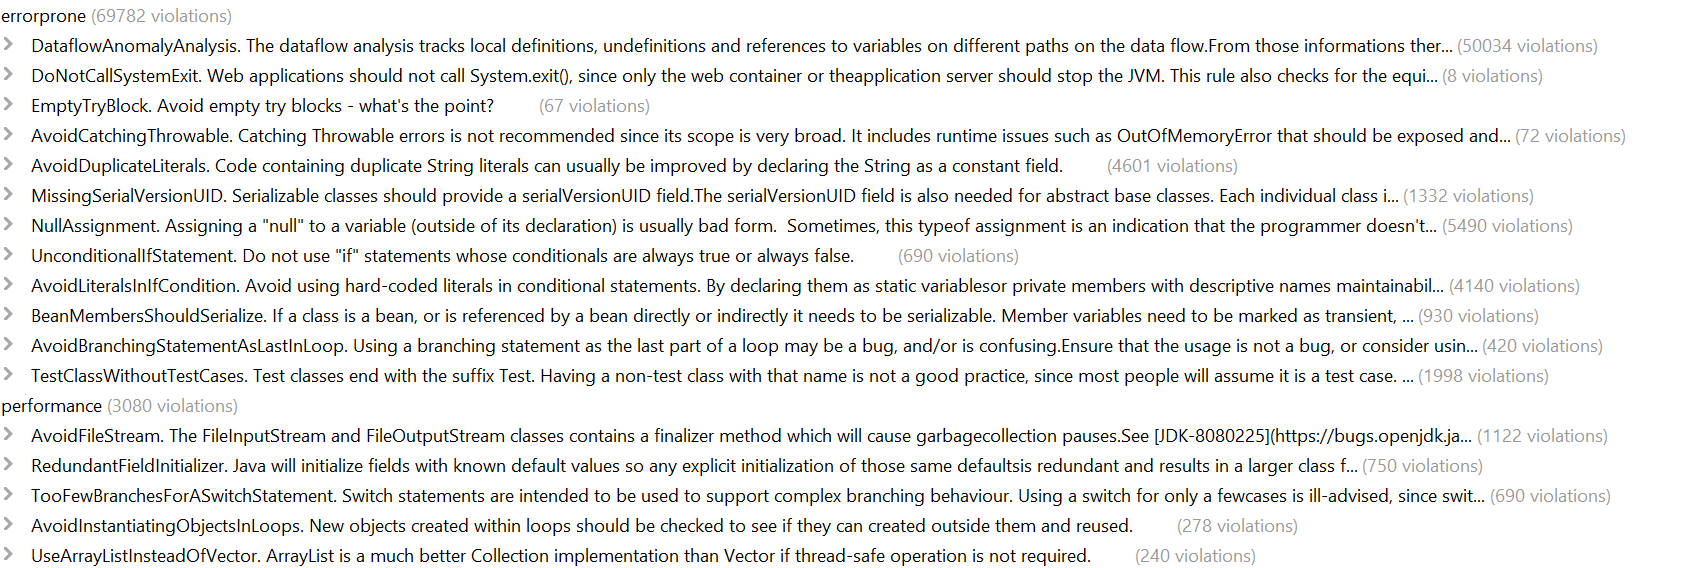 errorprone (69782 violations)
DataflowAnomalyAnalysis. The dataflow analysis tracks local definitions, undefinitions and references to variables on different paths on the data flow.From those informations ther... (50034 violations)
DoNotCallSystemExit. Web applications should not call System.exit(), since only the web container or theapplication server should stop the JVM. This rule also checks for the equi... (8 violations)
EmptyTryBlock. Avoid empty try blocks - what's the point? (67 violations)
AvoidCatchingThrowable. Catching Throwable errors is not recommended since its scope is very broad. It includes runtime issues such as OutOfMemoryError that should be exposed and... (72 violations)
AvoidDuplicateLiterals. Code containing duplicate String literals can usually be improved by declaring the String as a constant field. (4601 violations)
MissingSerialVersionUID. Serializable classes should provide a serialVersionUID field.The serialVersionUID field is also needed for abstract base classes. Each individual class i... (1332 violations)
NullAssignment. Assigning a "null" to a variable (outside of its declaration) is usually bad form. Sometimes, this typeof assignment is an indication that the programmer doesn't... (5490 violations)
UnconditionalIfStatement. Do not use "if" statements whose conditionals are always true or always false. (690 violations)
AvoidLiteralsInIfCondition. Avoid using hard-coded literals in conditional statements. By declaring them as static variablesor private members with descriptive names maintainabil... (4140 violations)
BeanMembersShouldSerialize. If a class is a bean, or is referenced by a bean directly or indirectly it needs to be serializable. Member variables need to be marked as transient, ... (930 violations)
AvoidBranchingStatementAsLastInLoop. Using a branching statement as the last part of a loop may be a bug, and/or is confusing.Ensure that the usage is not a bug, or consider usin... (420 violations)
TestClassWithoutTestCases. Test classes end with the suffix Test. Having a non-test class with that name is not a good practice, since most people will assume it is a test case. ... (1998 violations)
performance (3080 violations)
AvoidFileStream. The FileInputStream and FileOutputStream classes contains a finalizer method which will cause garbagecollection pauses.See [JDK-8080225](https://bugs.openjdk.ja... (1122 violations)
RedundantFieldInitializer. Java will initialize fields with known default values so any explicit initialization of those same defaultsis redundant and results in a larger class f... (750 violations)
TooFewBranchesForASwitchStatement. Switch statements are intended to be used to support complex branching behaviour. Using a switch for only a fewcases is ill-advised, since swit... (690 violations)
AvoidInstantiatingObjectsInLoops. New objects created within loops should be checked to see if they can created outside them and reused. (278 violations)
UseArrayListInsteadOfVector. ArrayList is a much better Collection implementation than Vector if thread-safe operation is not required. (240 violations)